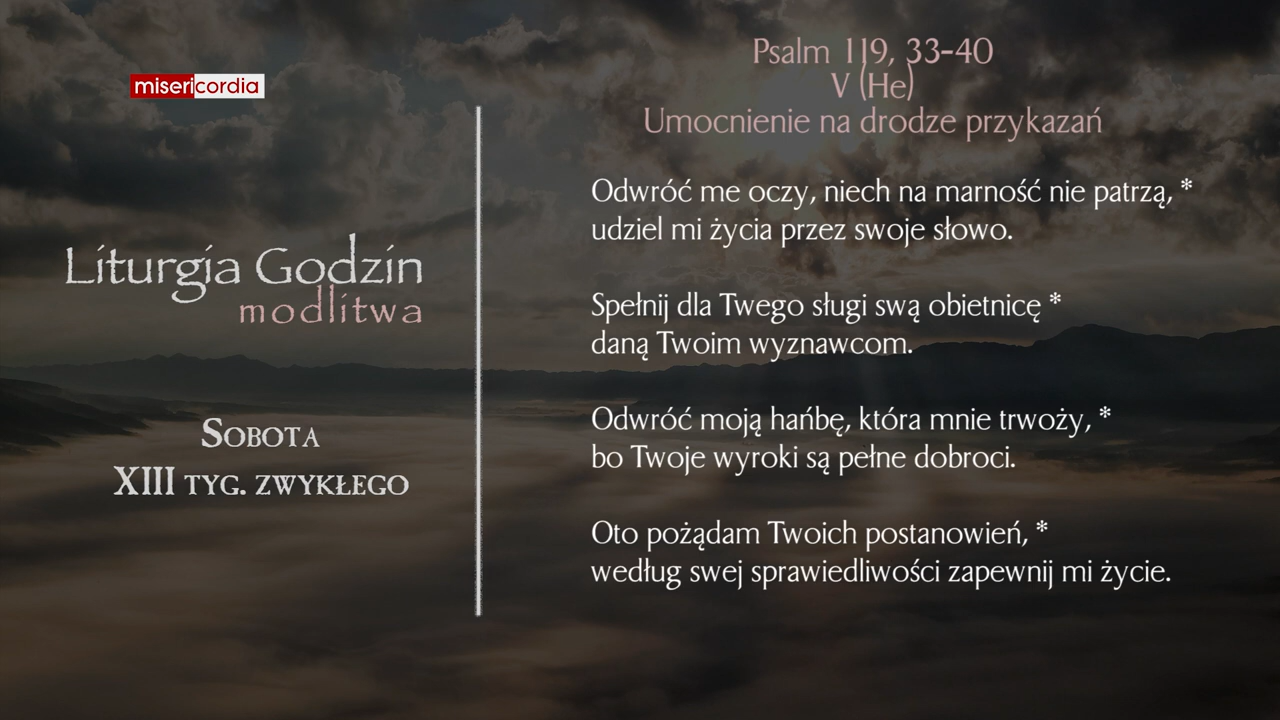 misericordia
Liturgia Godzin
modlitwa
Sobota
XIII tyg. zwykłego
Psalm 119, 33-40
V (He)
Umocnienie na drodze przykazań
Odwróć me oczy, niech na marność nie patrzą, *
udziel mi życia przez swoje słowo.
Spełnij dla Twego sługi swą obietnicę *
daną Twoim wyznawcom.
Odwróć moją hańbę, która mnie trwoży, *
bo Twoje wyroki są pełne dobroci.
Oto pożądam Twoich postanowień, *
według swej sprawiedliwości zapewnij mi życie.